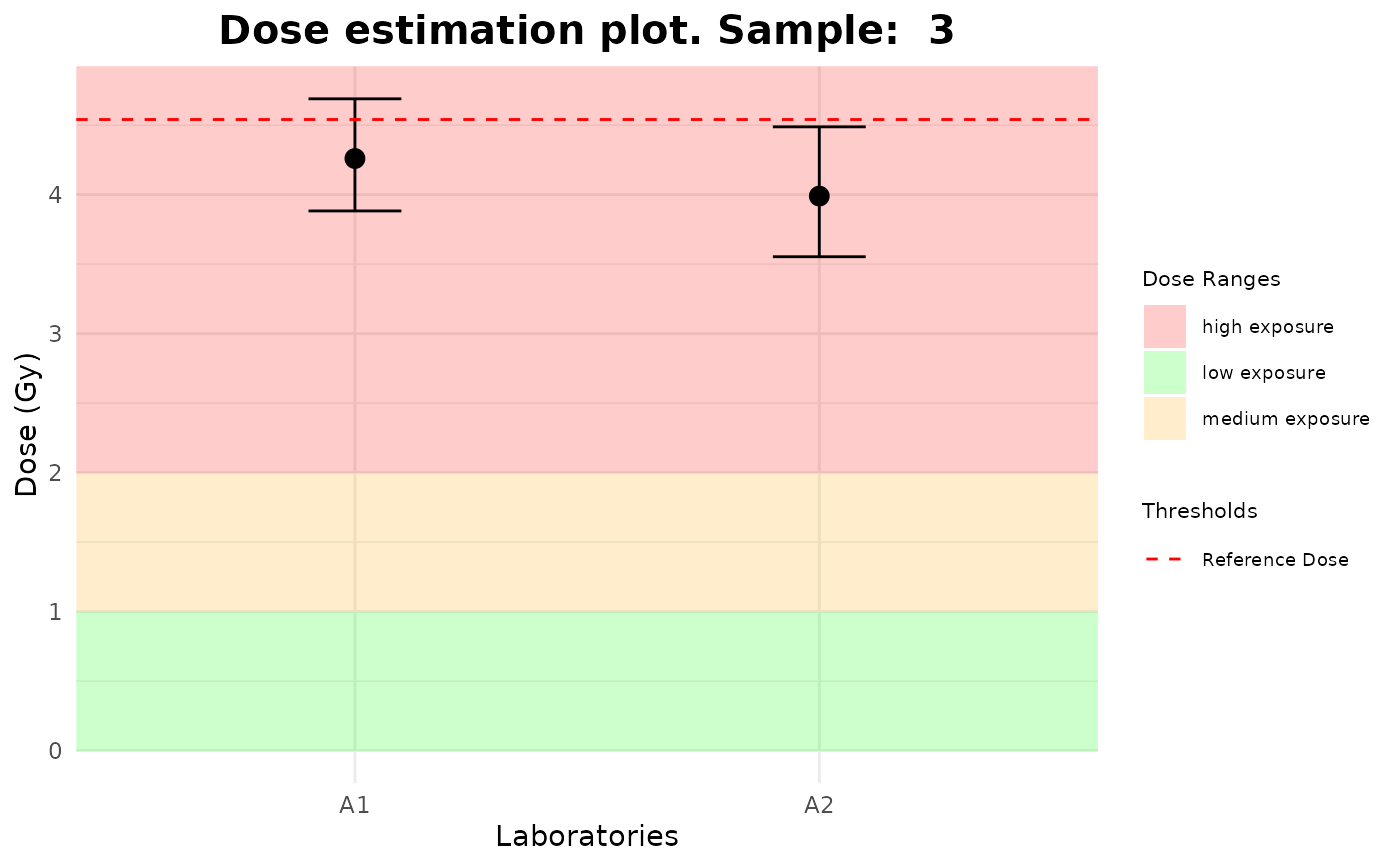 Dose estimation plot. Sample:  3
Dose (Gy)
4
3
2
1
0
A1 A2
Laboratories
Dose Ranges
high exposure
low exposure
medium exposure
Thresholds
Reference Dose